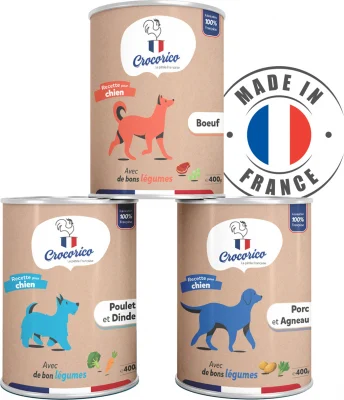 100%
Crocorico
Recette pour
chien
Boeuf
Avec
de bons légumes
400g
MADE IN
FRANCE
100%
Crocorico
Recette pour
chien
Poulet
et Dinde
Avec
de bons légumes
400g
100%
Crocorico
Recette pour
chien
Porc
et Agneau
Avec
de bons légumes
400g